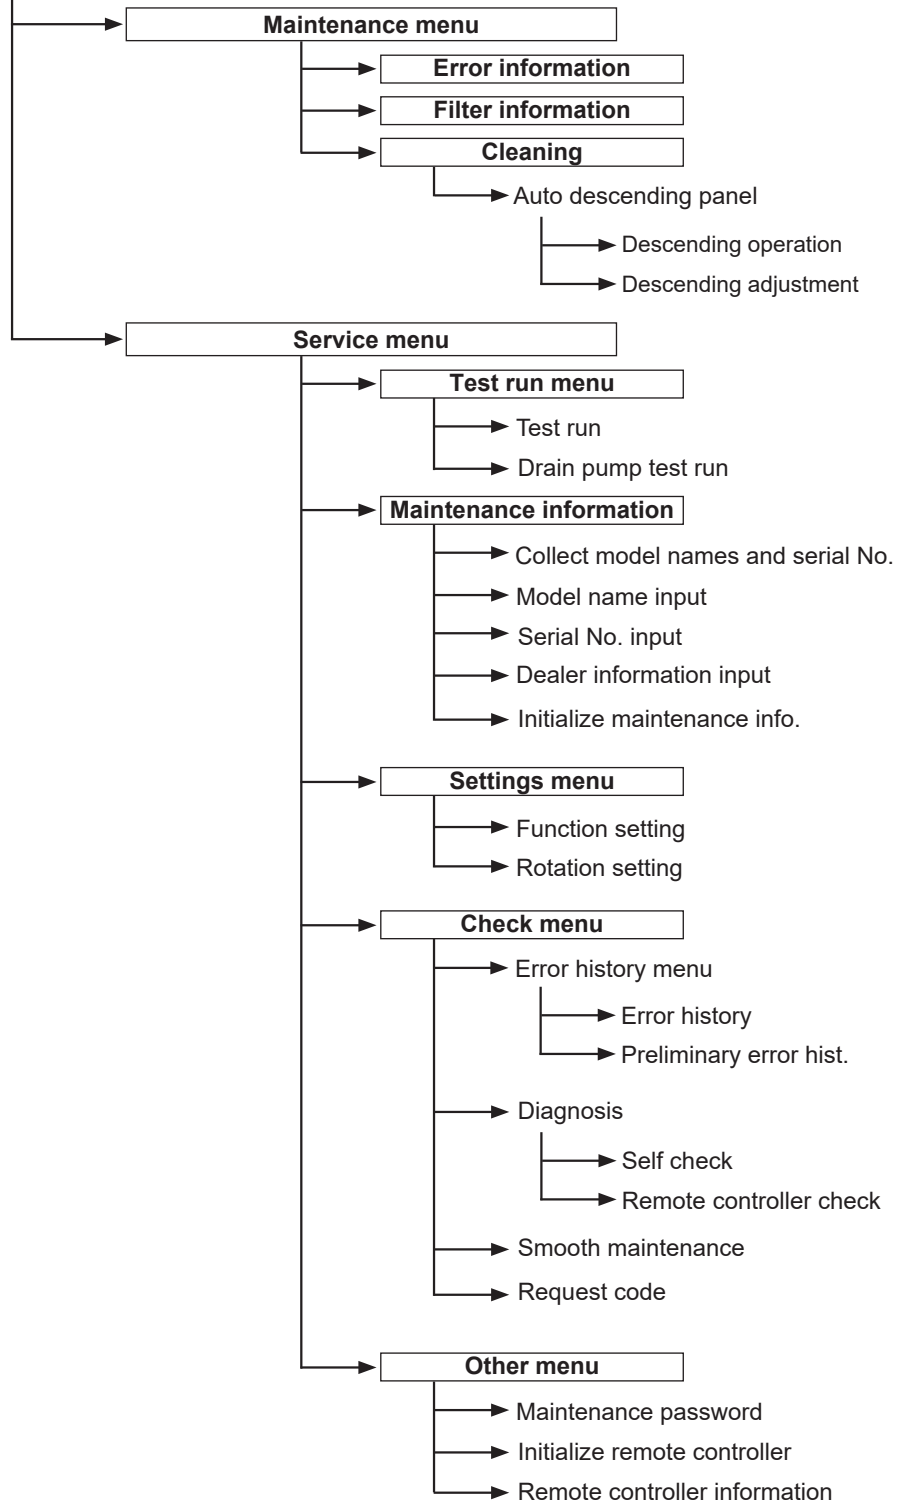 Maintenance menu
Error information
Filter information
Cleaning
Auto descending panel
Descending operation
Descending adjustment
Service menu
Test run menu
Test run
Drain pump test run
Maintenance information
Collect model names and serial No.
Model name input
Serial No. input
Dealer information input
Initialize maintenance info.
Settings menu
Function setting
Rotation setting
Check menu
Error history menu
Error history
Preliminary error hist.
Diagnosis
Self check
Remote controller check
Smooth maintenance
Request code
Other menu
Maintenance password
Initialize remote controller
Remote controller information